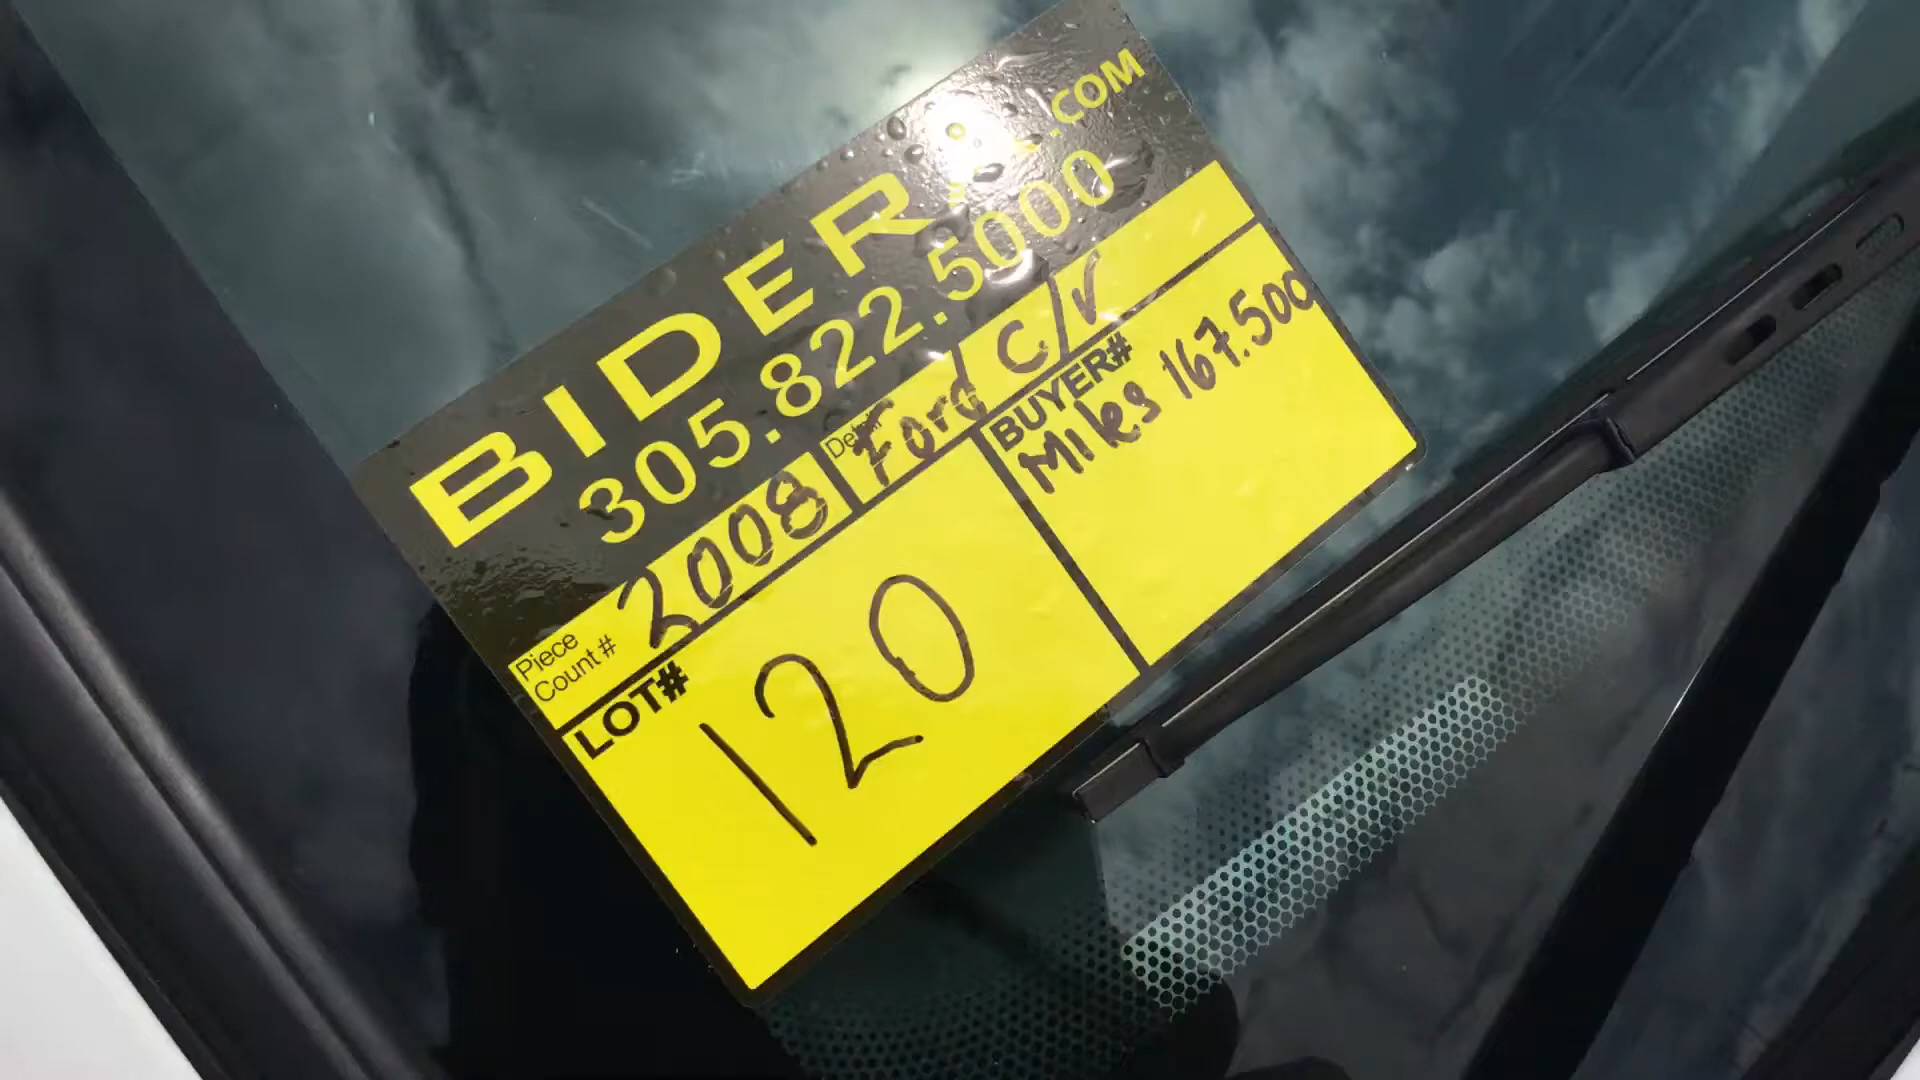 BIDER
.COM
305.822.5000
Piece
Count#
2008
Ford C/V
LOT#
120
BUYER#
Miles 167.500